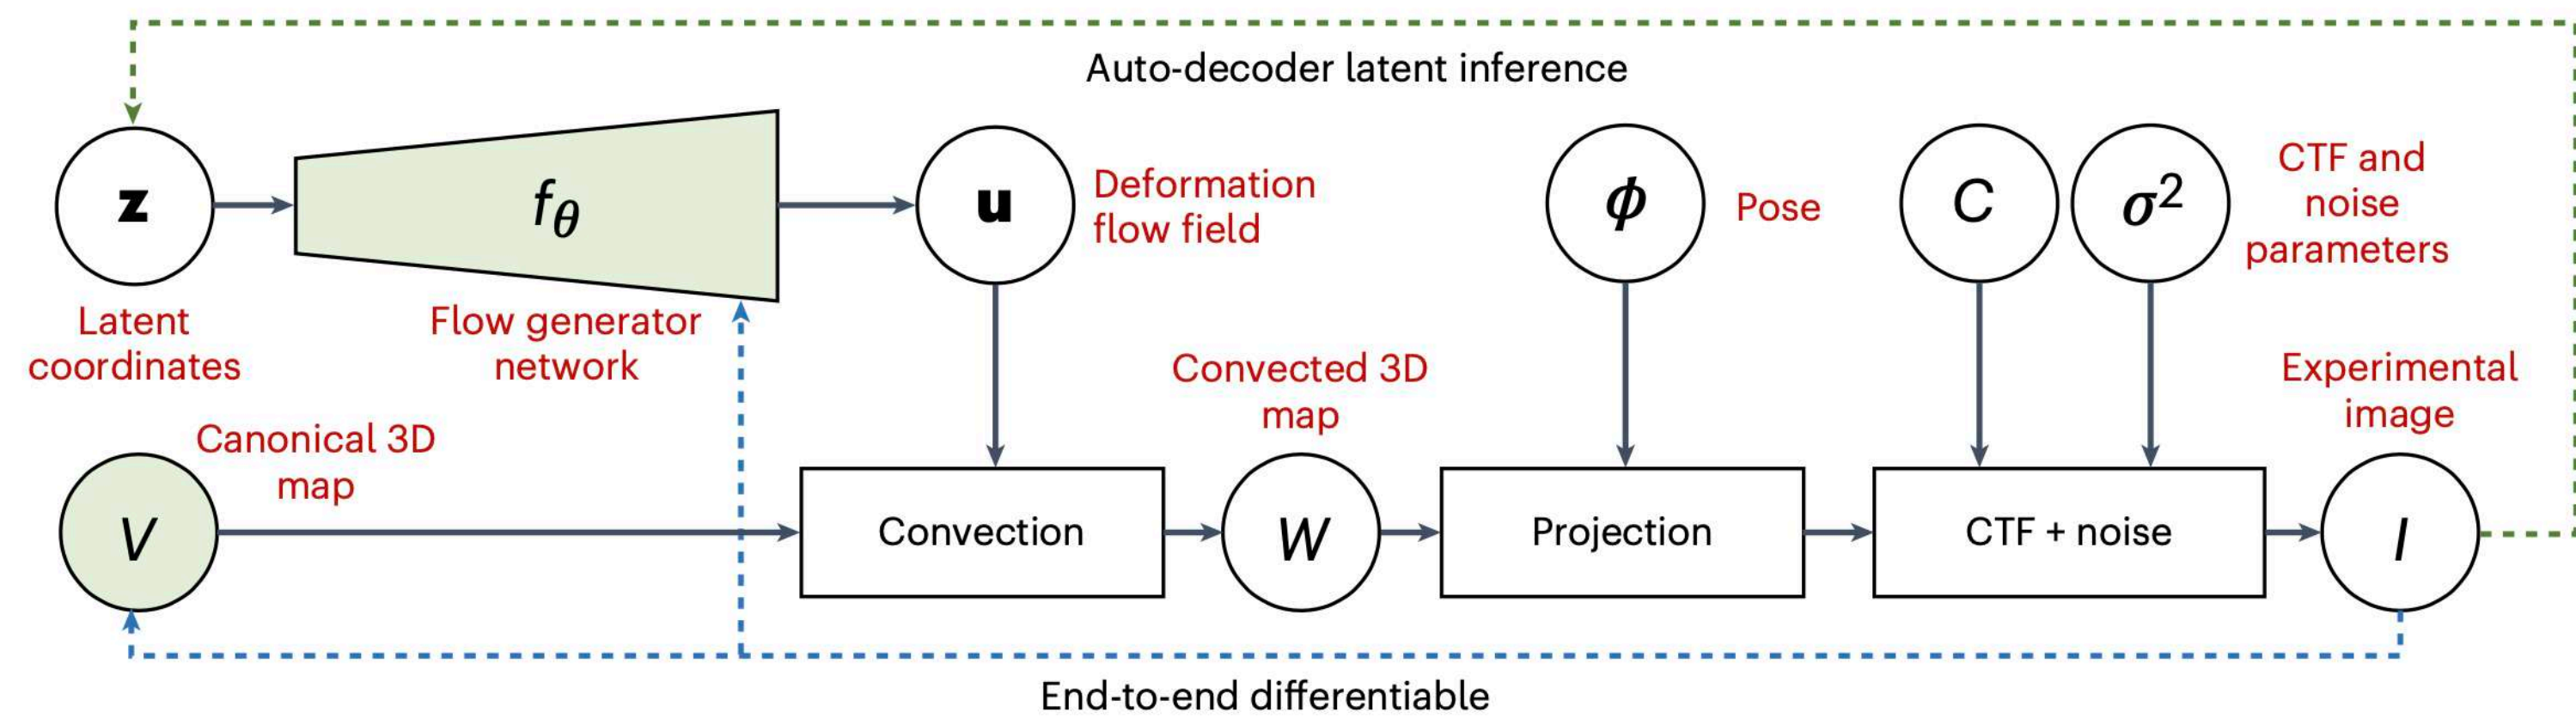 Auto-decoder latent inference
z
fθ
u
Deformation
flow field
ϕ
Pose
C
σ²
CTF and
noise
parameters
Latent
coordinates
Flow generator
network
Canonical 3D
map
V
Convection
Convected 3D
map
W
Projection
CTF + noise
Experimental
image
I
End-to-end differentiable